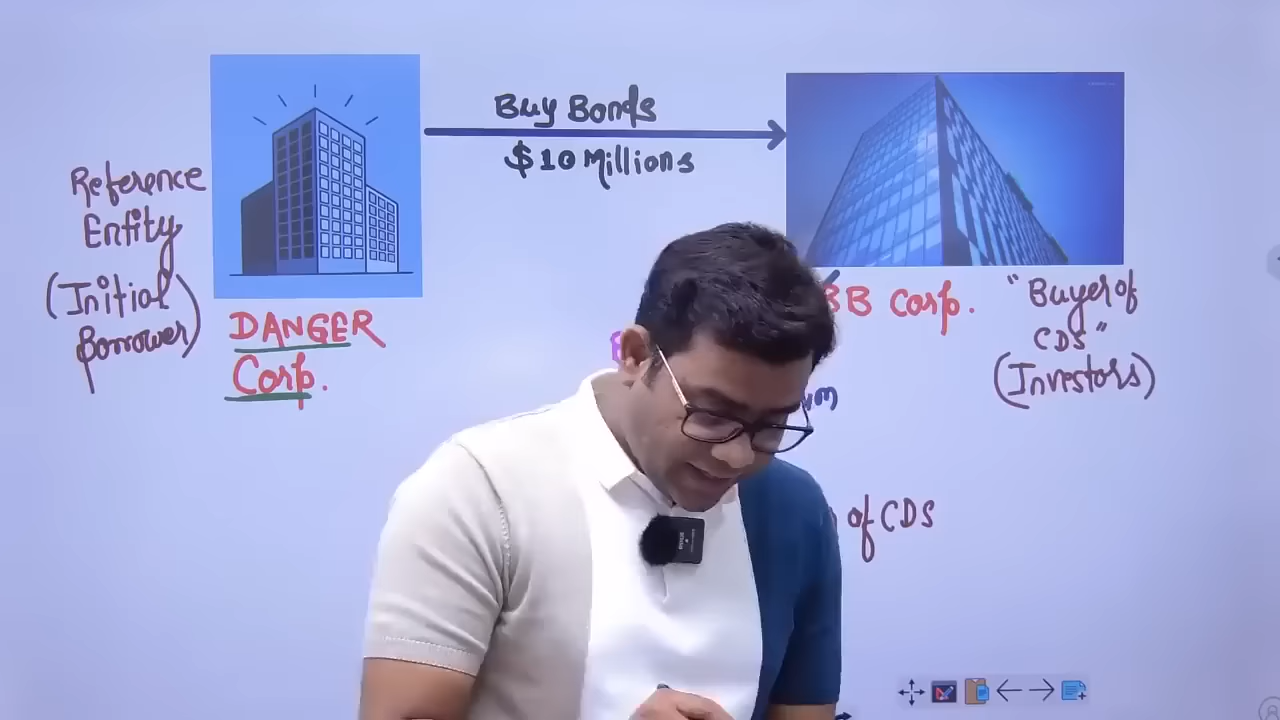 Buy Bonds
$10 Millions
Reference
Entity
(Initial
Borrower)
DANGER
Corp.
BB Corp.
"Buyer of
CDS"
(Investors)
of CDS